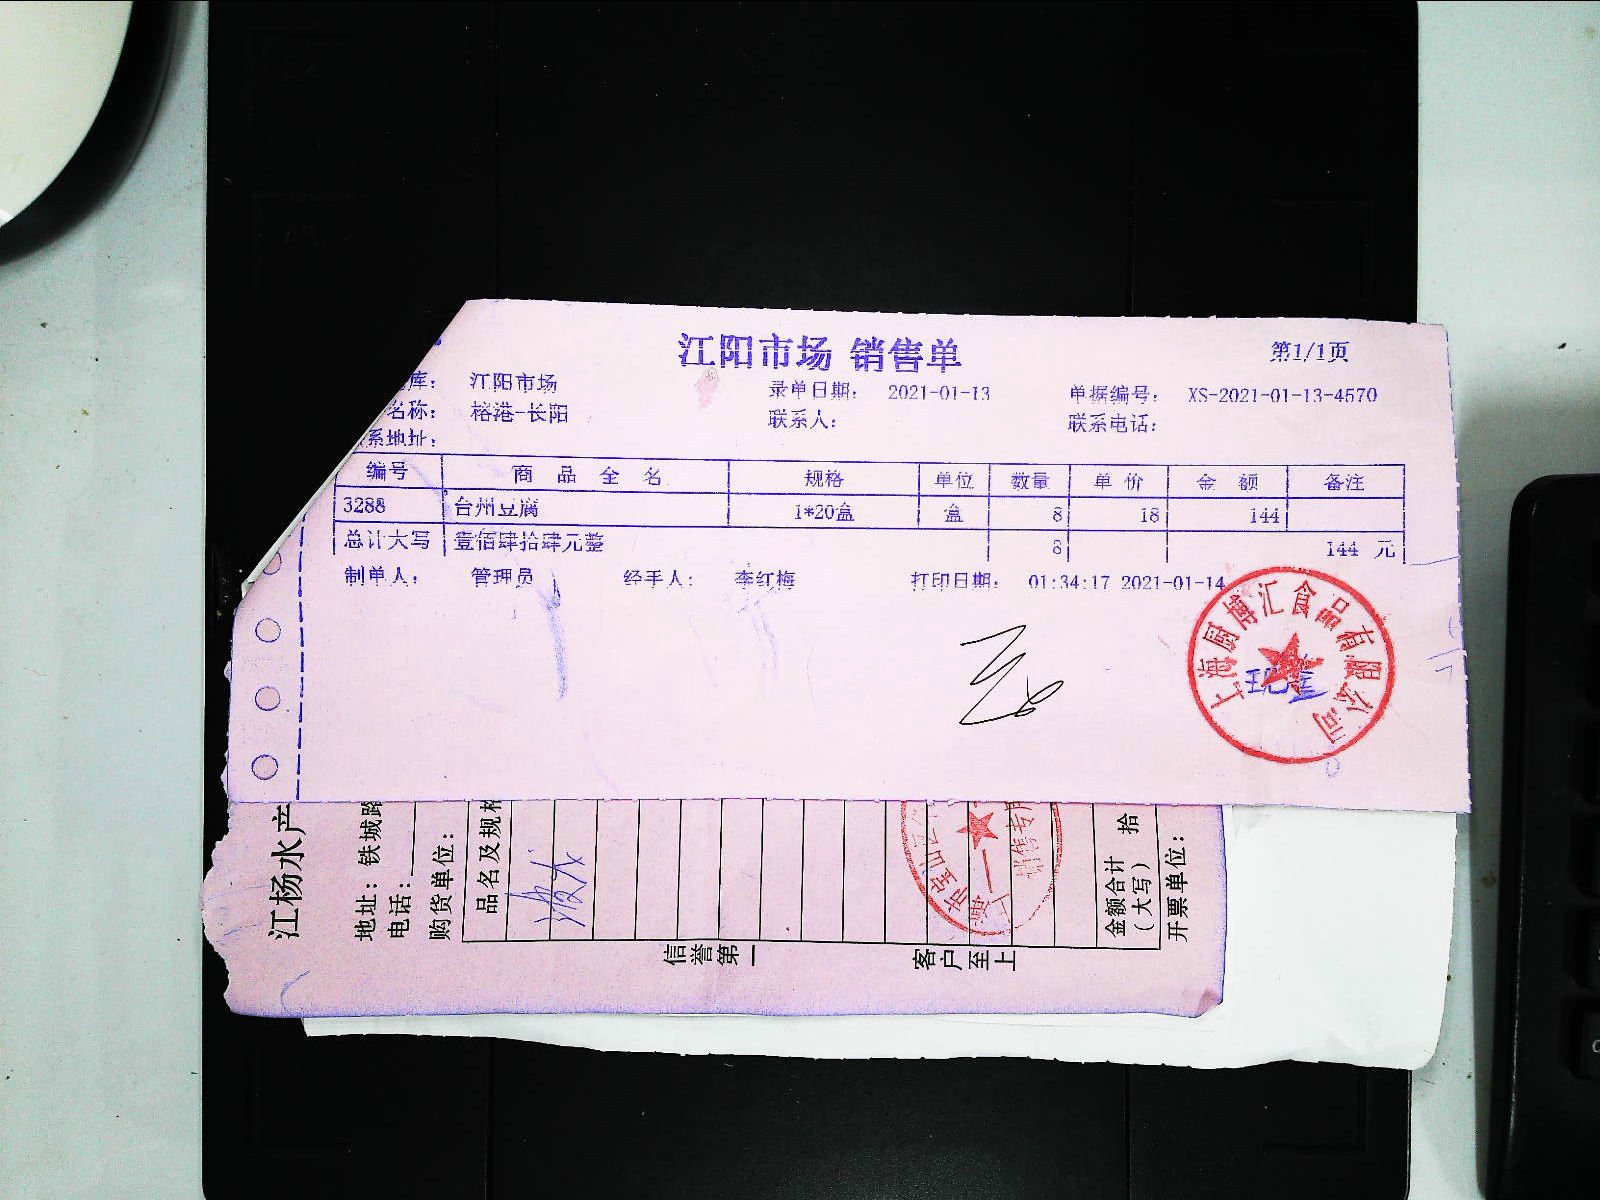 江阳市场 销售单
第1/1页
库： 江阳市场 录单日期： 2021-01-13 单据编号： XS-2021-01-13-4570
名称： 榕港-长阳 联系人： 联系电话：
系地址：
编号 商品全名 规格 单位 数量 单价 金额 备注
3288 台州豆腐 1*20盒 盒 8 18 144
总计大写 壹佰肆拾肆元整 8 144 元
制单人： 管理员 经手人： 李红梅 打印日期： 01:34:17 2021-01-14
上海厨博汇食品有限公司
江杨水产
地址：铁城路
电话：
购货单位：
品名及规格
金额合计
（大写） 拾
开票单位：
信誉第一
客户至上
市宝山区
销售专用